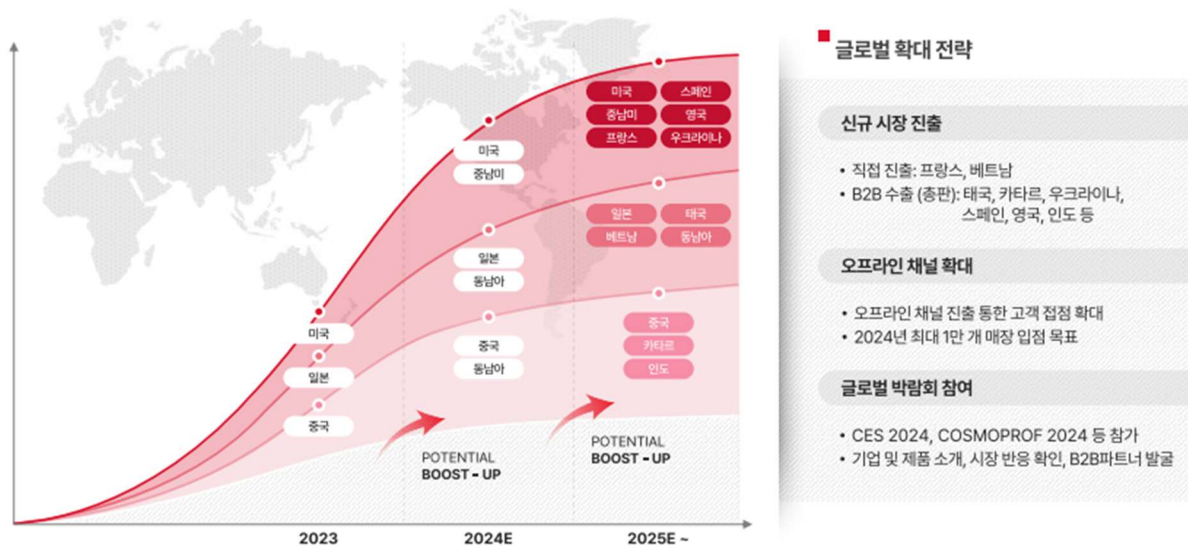 미국
일본
중국
미국
중남미
일본
동남아
중국
동남아
미국 스페인
중남미 영국
프랑스 우크라이나
일본 태국
베트남 동남아
중국
카타르
인도
POTENTIAL
BOOST - UP
POTENTIAL
BOOST - UP
2023 2024E 2025E ~
글로벌 확대 전략
신규 시장 진출
• 직접 진출: 프랑스, 베트남
• B2B 수출 (총판): 태국, 카타르, 우크라이나,
스페인, 영국, 인도 등
오프라인 채널 확대
• 오프라인 채널 진출 통한 고객 접점 확대
• 2024년 최대 1만 개 매장 입점 목표
글로벌 박람회 참여
• CES 2024, COSMOPROF 2024 등 참가
• 기업 및 제품 소개, 시장 반응 확인, B2B파트너 발굴